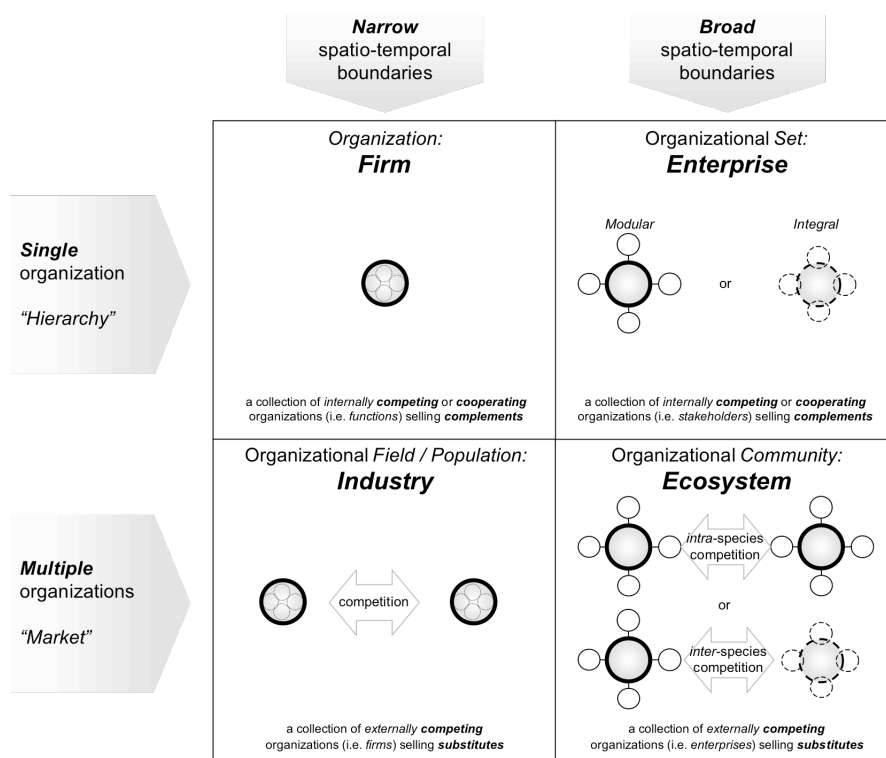 Narrow
spatio-temporal
boundaries
Broad
spatio-temporal
boundaries
Single
organization
“Hierarchy”
Organization:
Firm
a collection of internally competing or cooperating
organizations (i.e. functions) selling complements
Organizational Set:
Enterprise
Modular
Integral
or
a collection of internally competing or cooperating
organizations (i.e. stakeholders) selling complements
Multiple
organizations
“Market”
Organizational Field / Population:
Industry
competition
a collection of externally competing
organizations (i.e. firms) selling substitutes
Organizational Community:
Ecosystem
intra-species
competition
or
inter-species
competition
a collection of externally competing
organizations (i.e. enterprises) selling substitutes